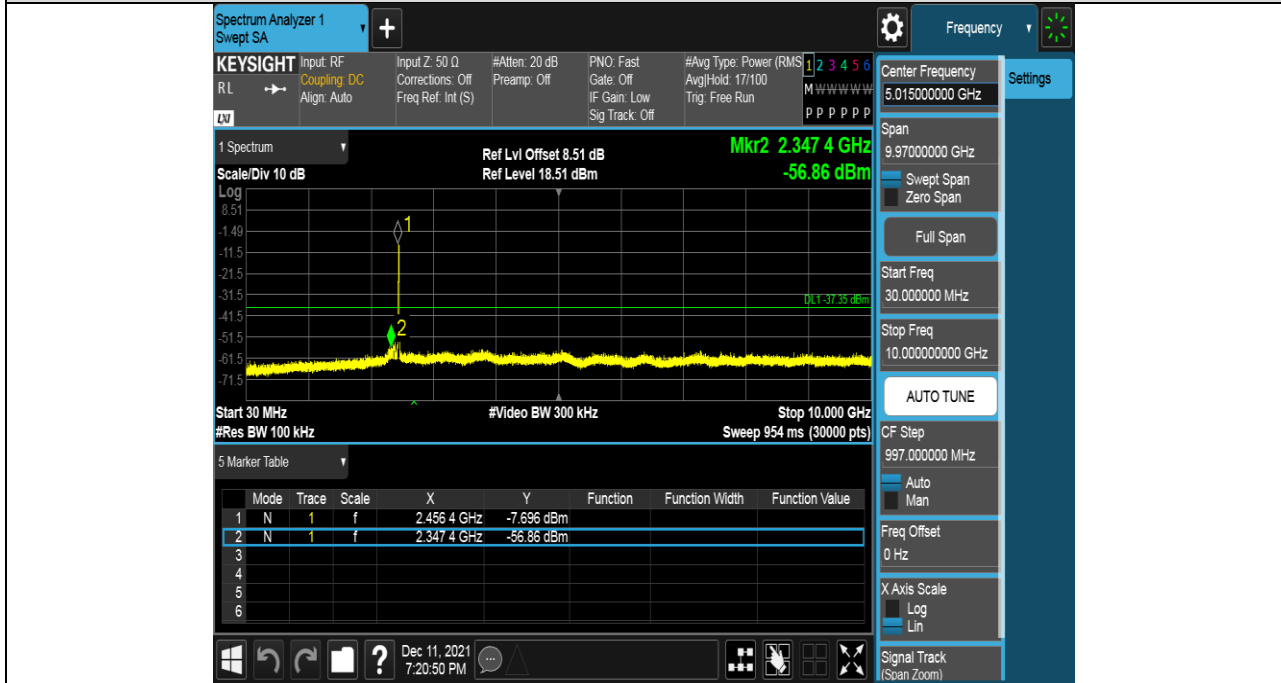 Spectrum Analyzer 1
Swept SA
+
Frequency
KEYSIGHT
RL
LXI
Input: RF
Coupling: DC
Align: Auto
Input Z: 50 Ω
Corrections: Off
Freq Ref: Int (S)
#Atten: 20 dB
Preamp: Off
PNO: Fast
Gate: Off
IF Gain: Low
Sig Track: Off
#Avg Type: Power (RMS
Avg|Hold: 17/100
Trig: Free Run
1 2 3 4 5 6
M W W W W W
P P P P P P
1 Spectrum
Scale/Div 10 dB
Ref Lvl Offset 8.51 dB
Ref Level 18.51 dBm
Mkr2 2.347 4 GHz
-56.86 dBm
Log
8.51
-1.49
-11.5
-21.5
-31.5
-41.5
-51.5
-61.5
-71.5
1
2
DL1 -37.35 dBm
Start 30 MHz
#Video BW 300 kHz
Stop 10.000 GHz
#Res BW 100 kHz
Sweep 954 ms (30000 pts)
5 Marker Table
Mode Trace Scale X Y Function Function Width Function Value
1 N 1 f 2.456 4 GHz -7.696 dBm
2 N 1 f 2.347 4 GHz -56.86 dBm
3
4
5
6
?
Dec 11, 2021
7:20:50 PM
Center Frequency
5.015000000 GHz
Settings
Span
9.97000000 GHz
Swept Span
Zero Span
Full Span
Start Freq
30.000000 MHz
Stop Freq
10.000000000 GHz
AUTO TUNE
CF Step
997.000000 MHz
Auto
Man
Freq Offset
0 Hz
X Axis Scale
Log
Lin
Signal Track
(Span Zoom)